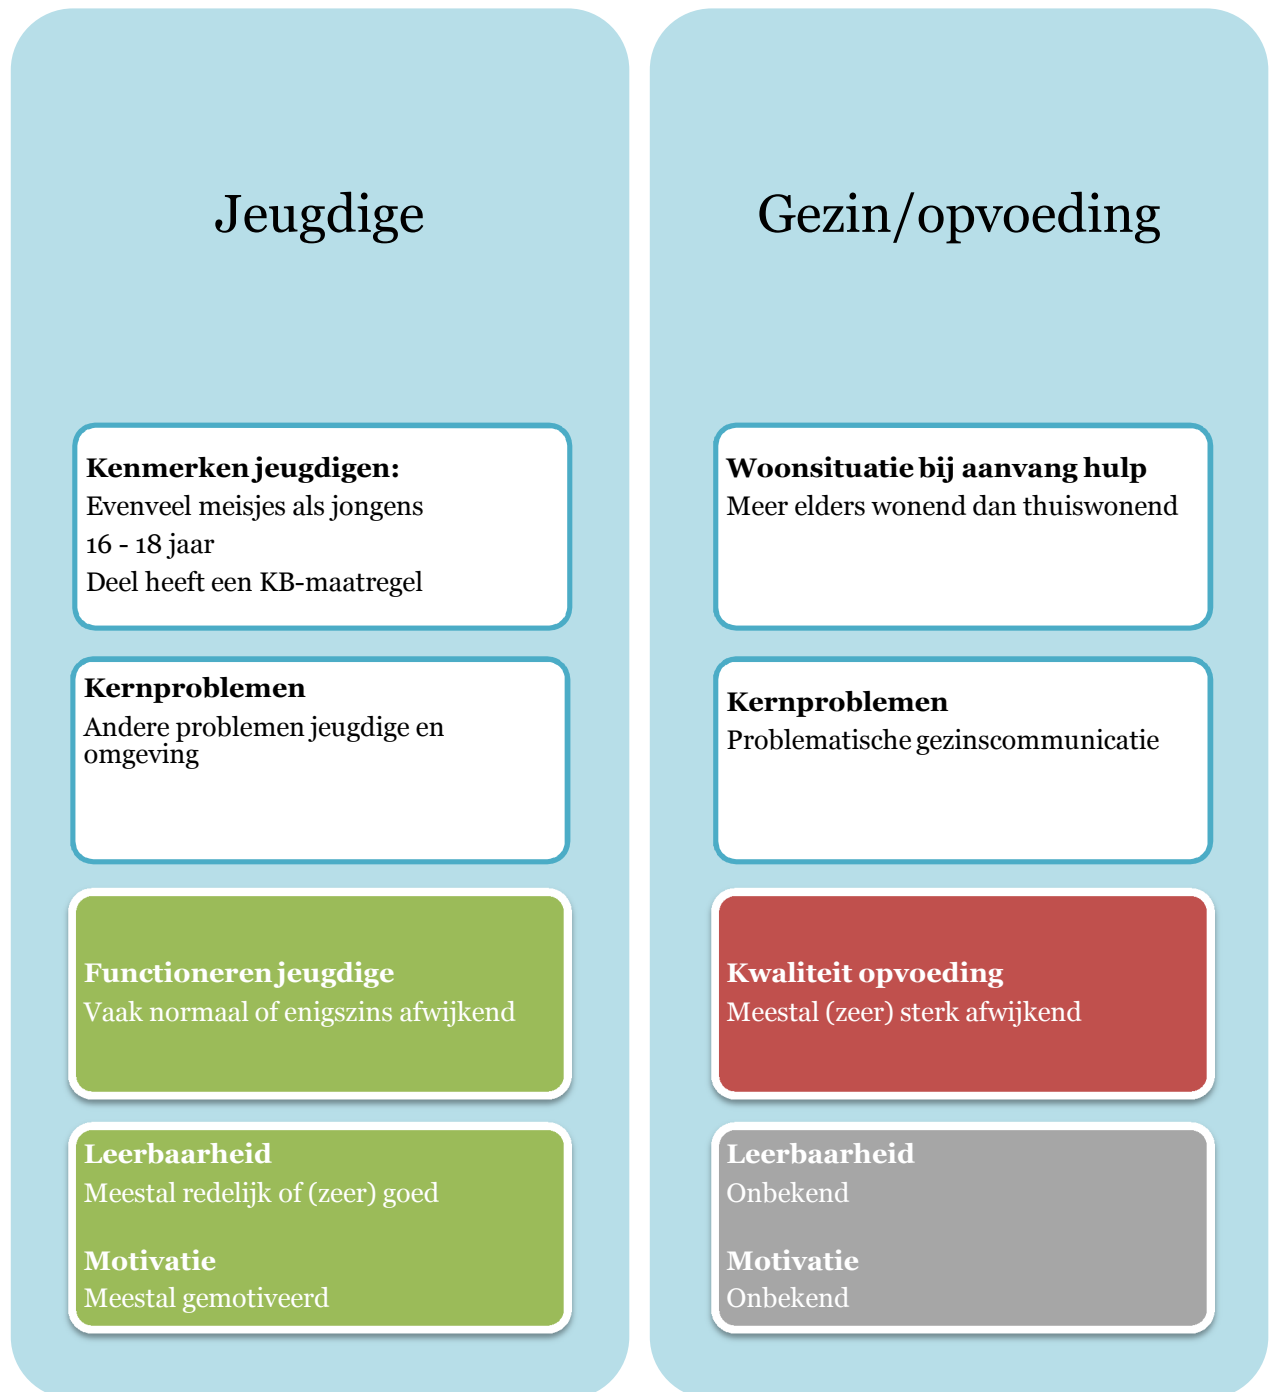 Jeugdige
Kenmerken jeugdigen:
Evenveel meisjes als jongens
16 - 18 jaar
Deel heeft een KB-maatregel
Kernproblemen
Andere problemen jeugdige en
omgeving
Functioneren jeugdige
Vaak normaal of enigszins afwijkend
Leerbaarheid
Meestal redelijk of (zeer) goed
Motivatie
Meestal gemotiveerd
Gezin/opvoeding
Woonsituatie bij aanvang hulp
Meer elders wonend dan thuiswonend
Kernproblemen
Problematische gezinscommunicatie
Kwaliteit opvoeding
Meestal (zeer) sterk afwijkend
Leerbaarheid
Onbekend
Motivatie
Onbekend